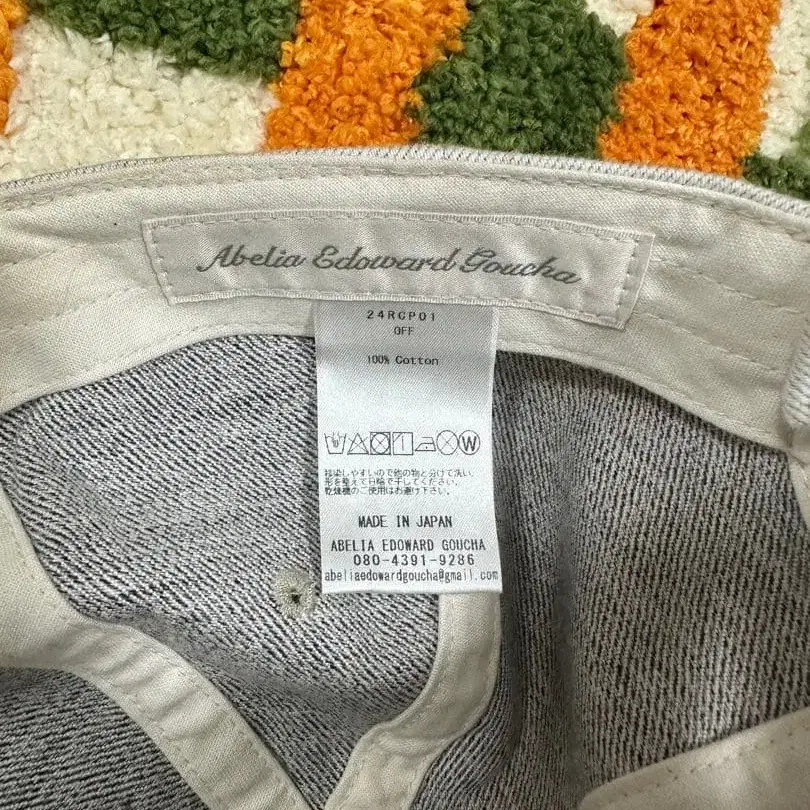 Abelia Edoward Goucha
24RCP01
OFF
100% Cotton
W
移染しやすいので他の物と分けて洗い、
形を整えて日陰で干してください。
乾燥機のご使用はお避け下さい。
MADE IN JAPAN
ABELIA EDOWARD GOUCHA
080-4391-9286
abeliaedowardgoucha@gmail.com